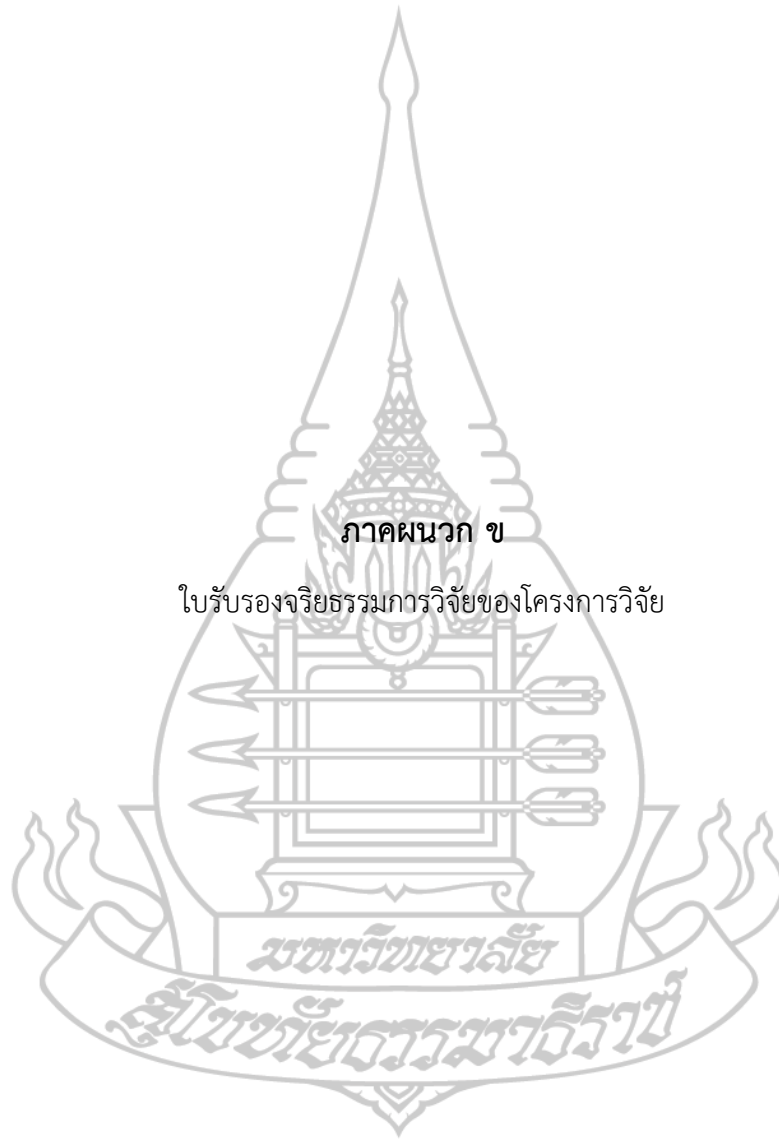 ภาคผนวก ข
ใบรับรองจริยธรรมการวิจัยของโครงการวิจัย
มหาวิทยาลัย
สุโขทัยธรรมาธิราช